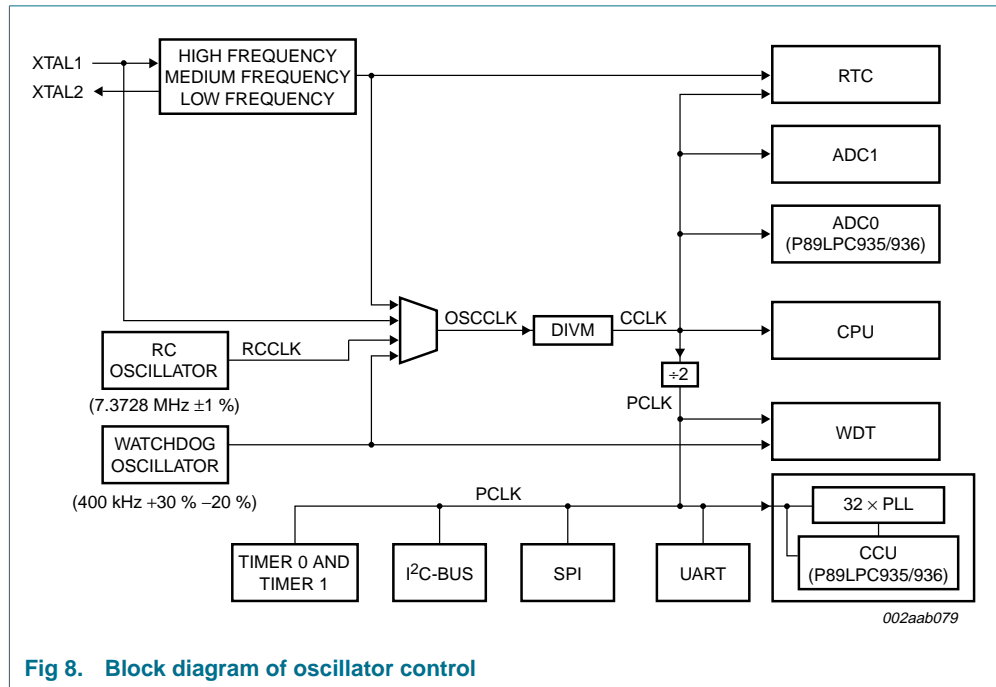 XTAL1
XTAL2
HIGH FREQUENCY
MEDIUM FREQUENCY
LOW FREQUENCY
RTC
ADC1
ADC0
(P89LPC935/936)
OSCCLK
DIVM
CCLK
CPU
RC
OSCILLATOR
RCCLK
(7.3728 MHz ±1 %)
÷2
PCLK
WDT
WATCHDOG
OSCILLATOR
(400 kHz +30 % −20 %)
PCLK
32 × PLL
CCU
(P89LPC935/936)
TIMER 0 AND
TIMER 1
I²C-BUS
SPI
UART
002aab079
Fig 8. Block diagram of oscillator control